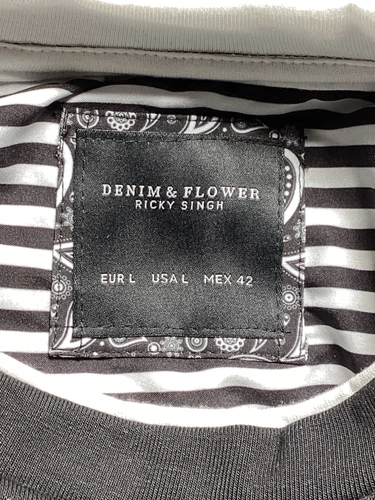 DENIM & FLOWER
RICKY SINGH
EUR L USA L MEX 42